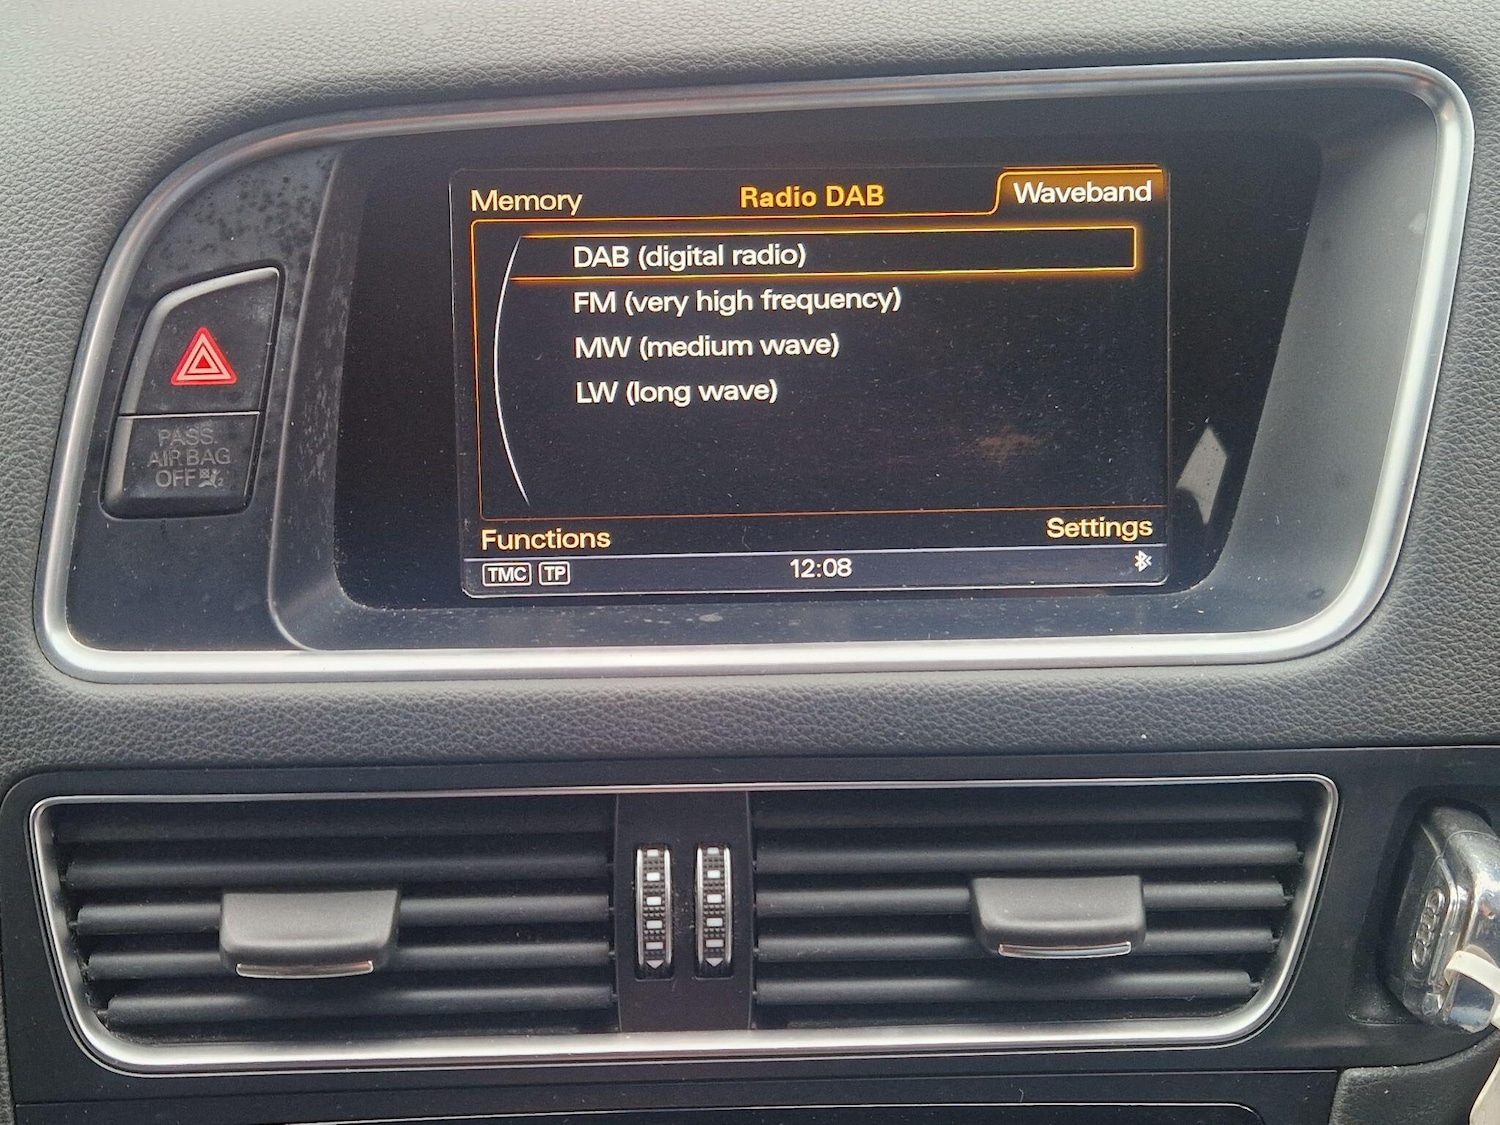 Memory
Radio DAB
Waveband
DAB (digital radio)
FM (very high frequency)
MW (medium wave)
LW (long wave)
Functions
Settings
TMC
TP
12:08
PASS.
AIR BAG
OFF